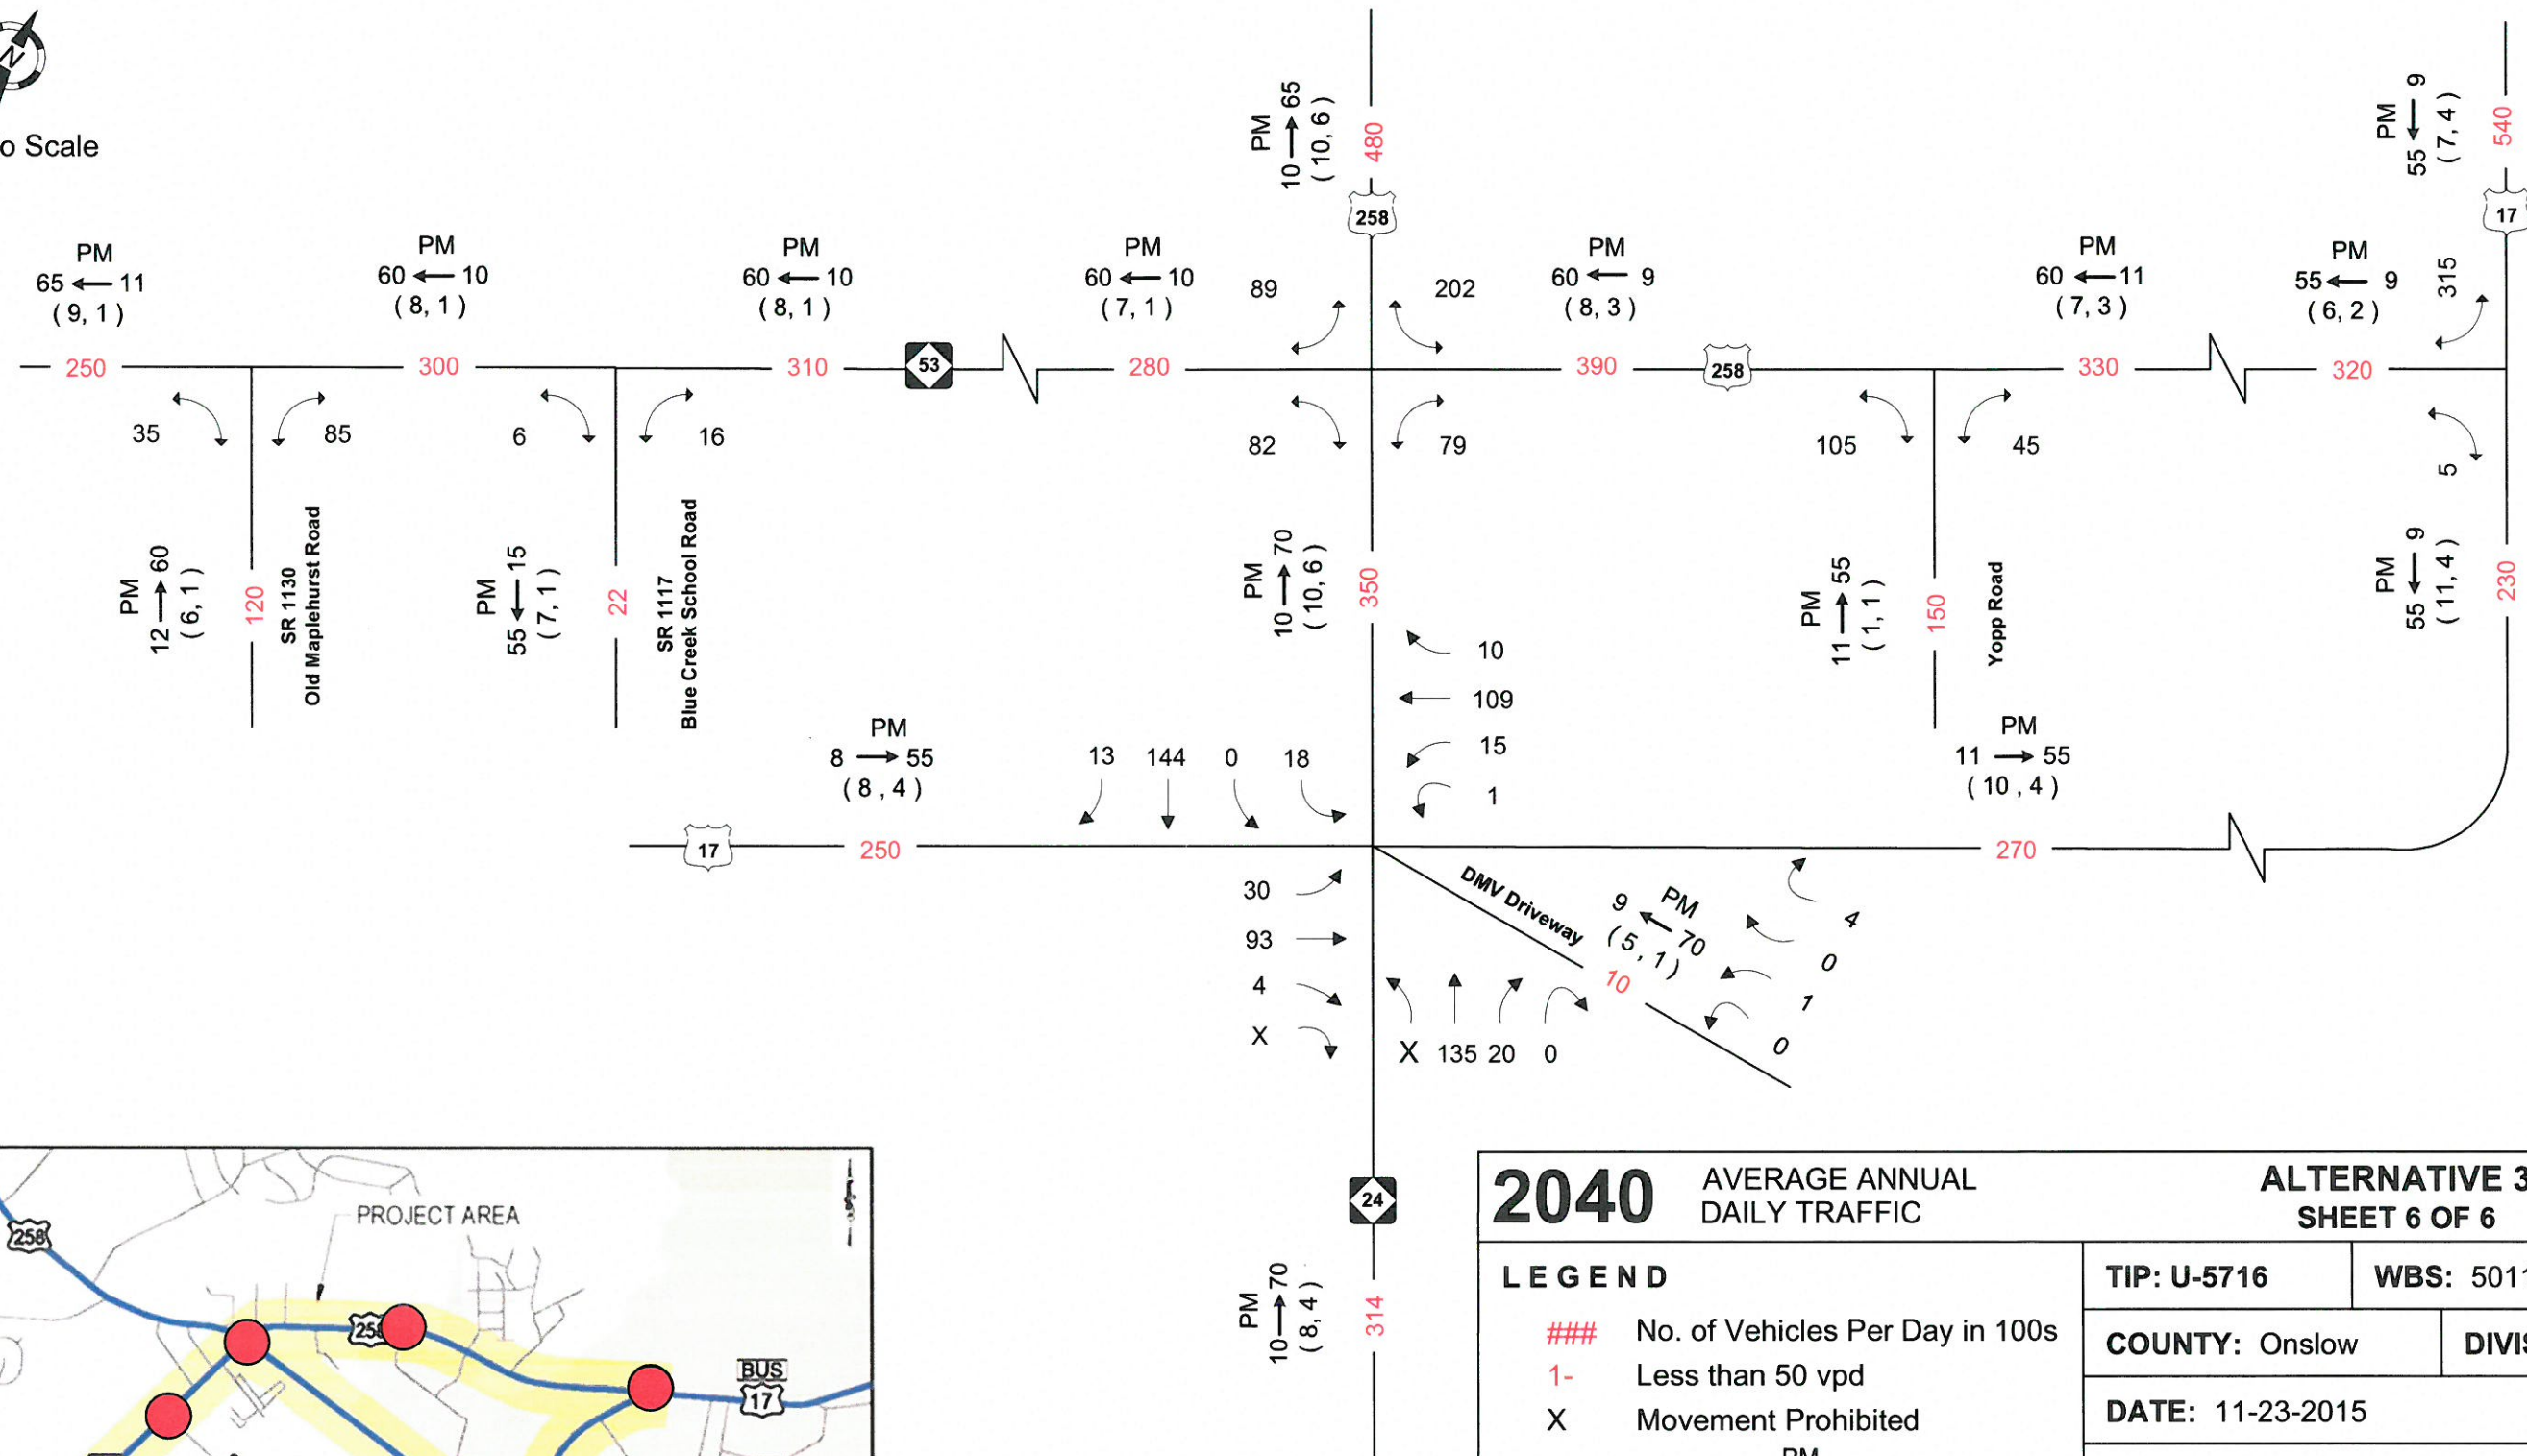 N
o Scale
PM
10 → 65
( 10, 6 )
480
258
PM
55 ← 9
( 7, 4 )
540
17
PM
65 ← 11
( 9, 1 )
250
PM
60 ← 10
( 8, 1 )
300
PM
60 ← 10
( 8, 1 )
310
53
PM
60 ← 10
( 7, 1 )
280
89
202
PM
60 ← 9
( 8, 3 )
390
258
PM
60 ← 11
( 7, 3 )
330
PM
55 ← 9
( 6, 2 )
320
315
35
85
6
16
82
79
105
45
5
PM
12 → 60
( 6, 1 )
120
SR 1130
Old Maplehurst Road
PM
55 ← 15
( 7, 1 )
22
SR 1117
Blue Creek School Road
PM
10 → 70
( 10, 6 )
350
PM
11 → 55
( 1, 1 )
150
Yopp Road
PM
55 ← 9
( 11, 4 )
230
10
109
15
1
PM
8 → 55
( 8 , 4 )
13 144 0 18
17
250
PM
11 → 55
( 10 , 4 )
270
30
93
4
X
DMV Driveway
PM
9 ← 70
( 5 , 1 )
10
4
0
1
0
X 135 20 0
24
PM
10 → 70
( 8, 4 )
314
PROJECT AREA
258
258
BUS
17
2040 AVERAGE ANNUAL
DAILY TRAFFIC
ALTERNATIVE 3
SHEET 6 OF 6
LEGEND
### No. of Vehicles Per Day in 100s
1- Less than 50 vpd
X Movement Prohibited
PM
TIP: U-5716
WBS: 5011
COUNTY: Onslow
DIVIS
DATE: 11-23-2015